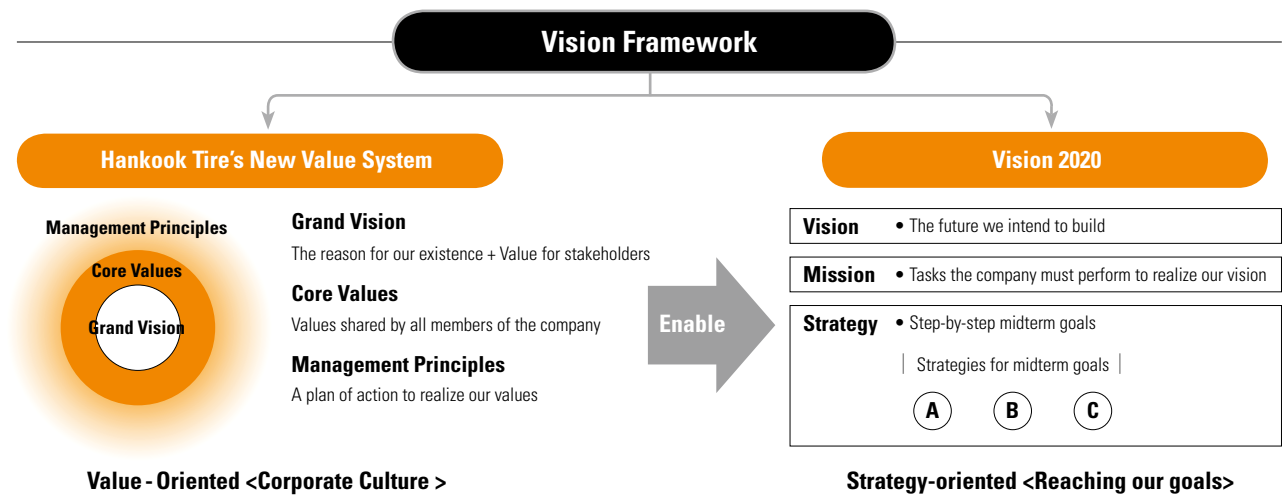 Vision Framework
Hankook Tire's New Value System
Management Principles
Core Values
Grand Vision
Grand Vision
The reason for our existence + Value for stakeholders
Core Values
Values shared by all members of the company
Management Principles
A plan of action to realize our values
Value - Oriented <Corporate Culture >
Enable
Vision 2020
Vision • The future we intend to build
Mission • Tasks the company must perform to realize our vision
Strategy • Step-by-step midterm goals
| Strategies for midterm goals |
A B C
Strategy-oriented <Reaching our goals>